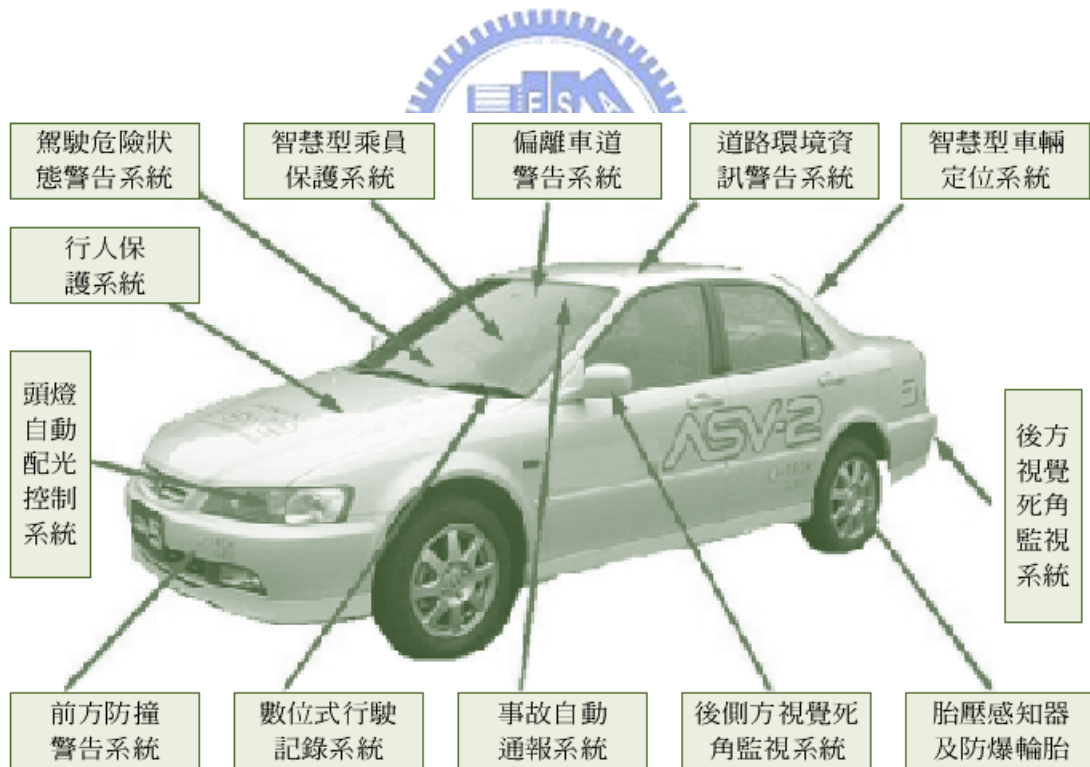 ESA
駕駛危險狀
態警告系統
智慧型乘員
保護系統
偏離車道
警告系統
道路環境資
訊警告系統
智慧型車輛
定位系統
行人保
護系統
頭燈
自動
配光
控制
系統
ASV-2
後方
視覺
死角
監視
系統
前方防撞
警告系統
數位式行駛
記錄系統
事故自動
通報系統
後側方視覺死
角監視系統
胎壓感知器
及防爆輪胎